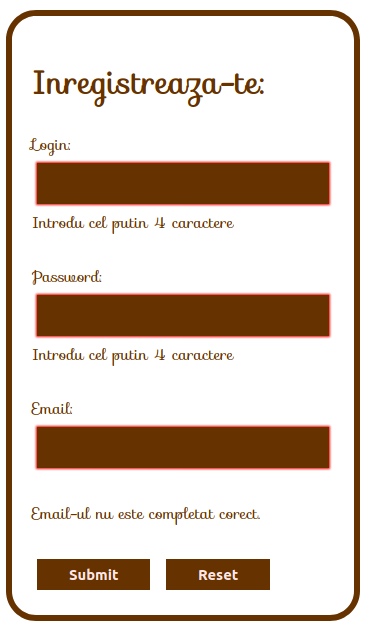 Inregistreaza-te:
Login:
Introdu cel putin 4 caractere
Password:
Introdu cel putin 4 caractere
Email:
Email-ul nu este completat corect.
Submit Reset